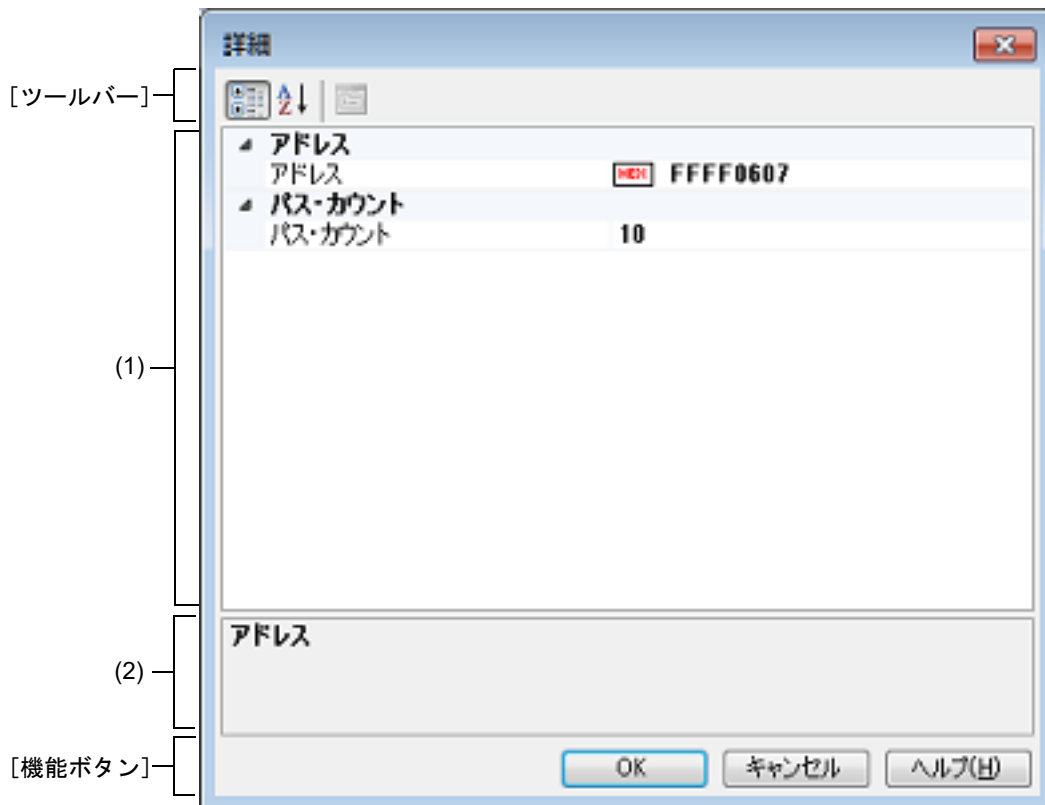 詳細
[ツールバー]
アドレス
アドレス HEX FFFF0607
パス・カウント
パス・カウント 10
(1)
アドレス
(2)
[機能ボタン]
OK キャンセル ヘルプ(H)